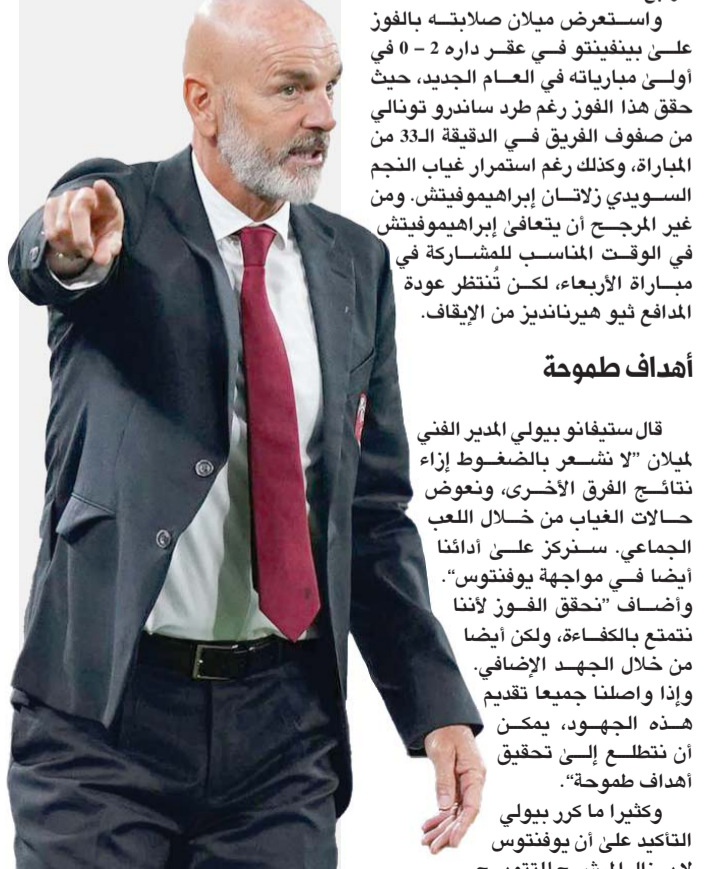 واستعرض ميلان صلابته بالفوز
على بينفينتو في عقر داره 2 – 0 في
أولى مبارياته في العام الجديد، حيث
حقق هذا الفوز رغم طرد ساندرو تونالي
من صفوف الفريق في الدقيقة الـ33 من
المباراة، وكذلك رغم استمرار غياب النجم
السويدي زلاتان إبراهيموفيتش. ومن
غير المرجح أن يتعافى إبراهيموفيتش
في الوقت المناسب للمشاركة في
مباراة الأربعاء، لكن تُنتظر عودة
المدافع ثيو هيرنانديز من الإيقاف.
أهداف طموحة
قال ستيفانو بيولي المدير الفني
لميلان ”لا نشعر بالضغوط إزاء
نتائج الفرق الأخرى، ونعوض
حالات الغياب من خلال اللعب
الجماعي. سنركز على أدائنا
أيضا في مواجهة يوفنتوس“.
وأضاف ”نحقق الفوز لأننا
نتمتع بالكفاءة، ولكن أيضا
من خلال الجهد الإضافي.
وإذا واصلنا جميعا تقديم
هذه الجهود، يمكن
أن نتطلع إلى تحقيق
أهداف طموحة“.
وكثيرا ما كرر بيولي
التأكيد على أن يوفنتوس